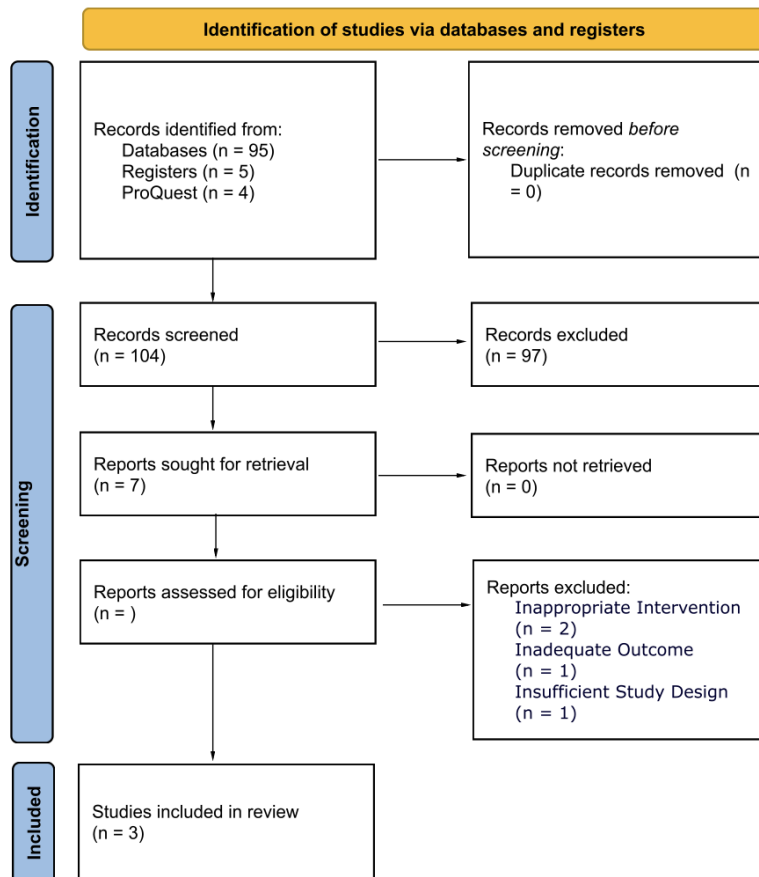 Identification of studies via databases and registers
Identification
Records identified from:
Databases (n = 95)
Registers (n = 5)
ProQuest (n = 4)
Records removed before
screening:
Duplicate records removed (n
= 0)
Screening
Records screened
(n = 104)
Records excluded
(n = 97)
Reports sought for retrieval
(n = 7)
Reports not retrieved
(n = 0)
Reports assessed for eligibility
(n = )
Reports excluded:
Inappropriate Intervention
(n = 2)
Inadequate Outcome
(n = 1)
Insufficient Study Design
(n = 1)
Included
Studies included in review
(n = 3)